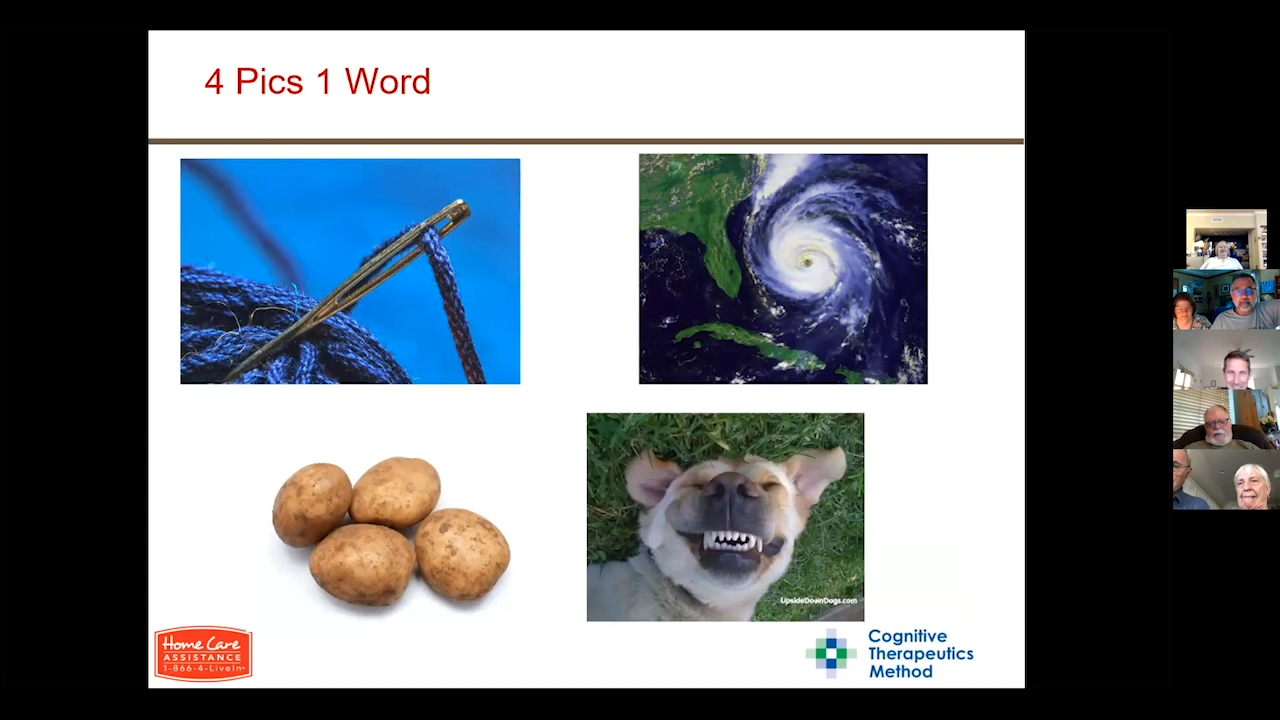 4 Pics 1 Word
UpsideDownDogs.com
Home Care
ASSISTANCE
1-866-4-LiveIn
Cognitive
Therapeutics
Method